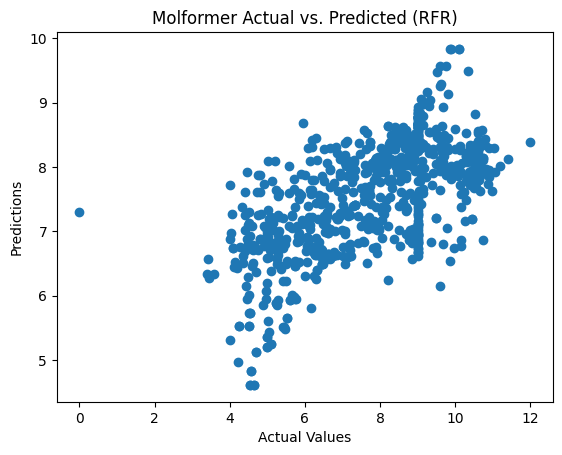 Molformer Actual vs. Predicted (RFR)
10
9
8
7
6
5
Predictions
0 2 4 6 8 10 12
Actual Values